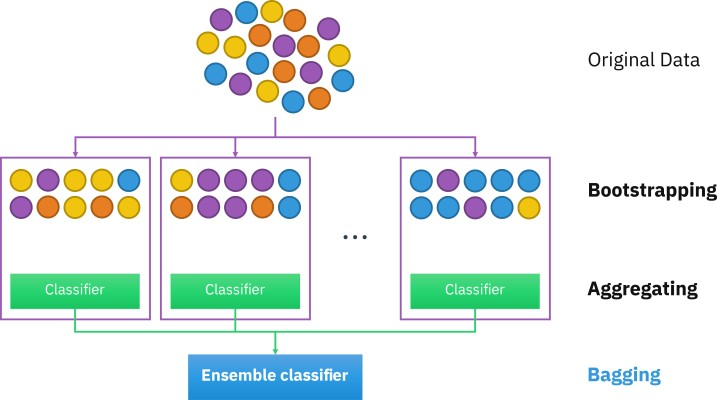 Original Data
Bootstrapping
...
Classifier
Classifier
Classifier
Aggregating
Ensemble classifier
Bagging